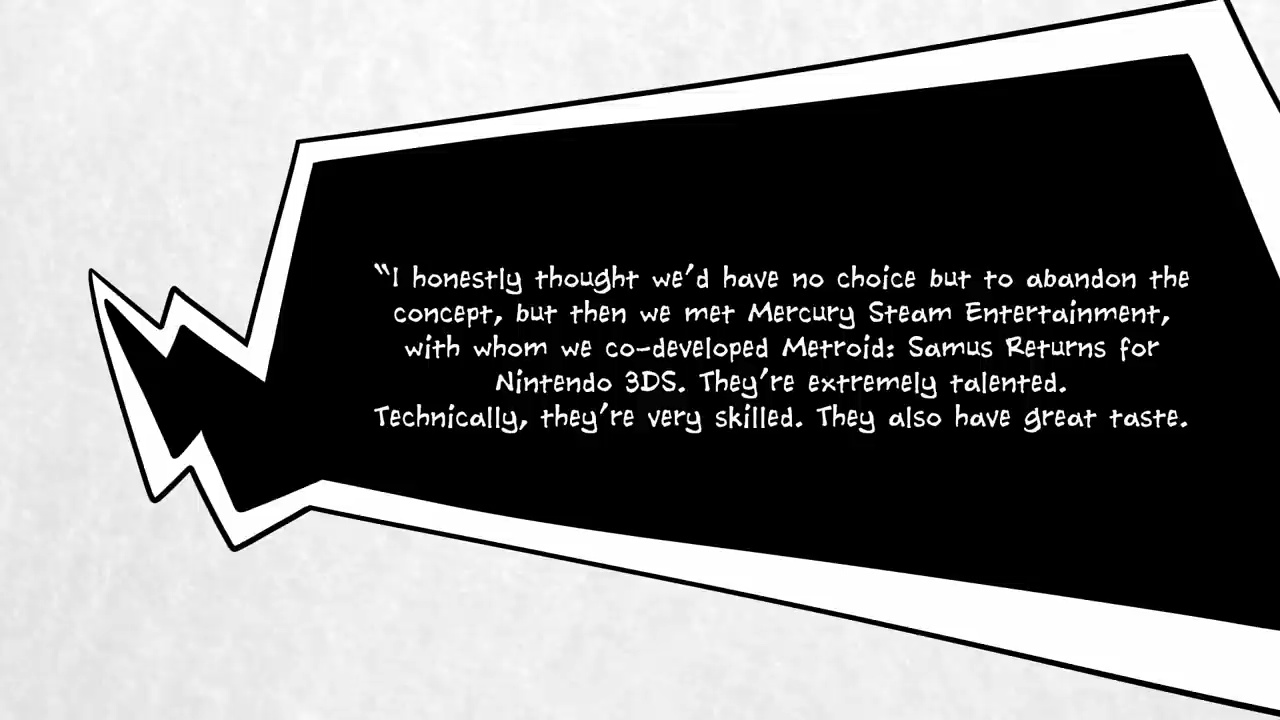 “I honestly thought we’d have no choice but to abandon the
concept, but then we met Mercury Steam Entertainment,
with whom we co-developed Metroid: Samus Returns for
Nintendo 3DS. They’re extremely talented.
Technically, they’re very skilled. They also have great taste.